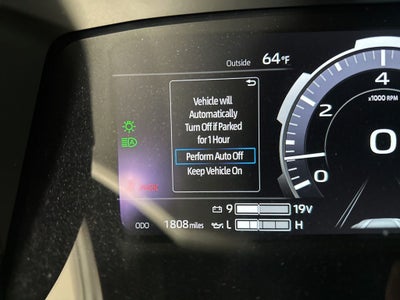 Outside 64°F
Vehicle will
Automatically
Turn Off if Parked
for 1 Hour
Perform Auto Off
Keep Vehicle On
4
x1000 RPM
2
0
0
A
9 19V
ODO 1808 miles L H